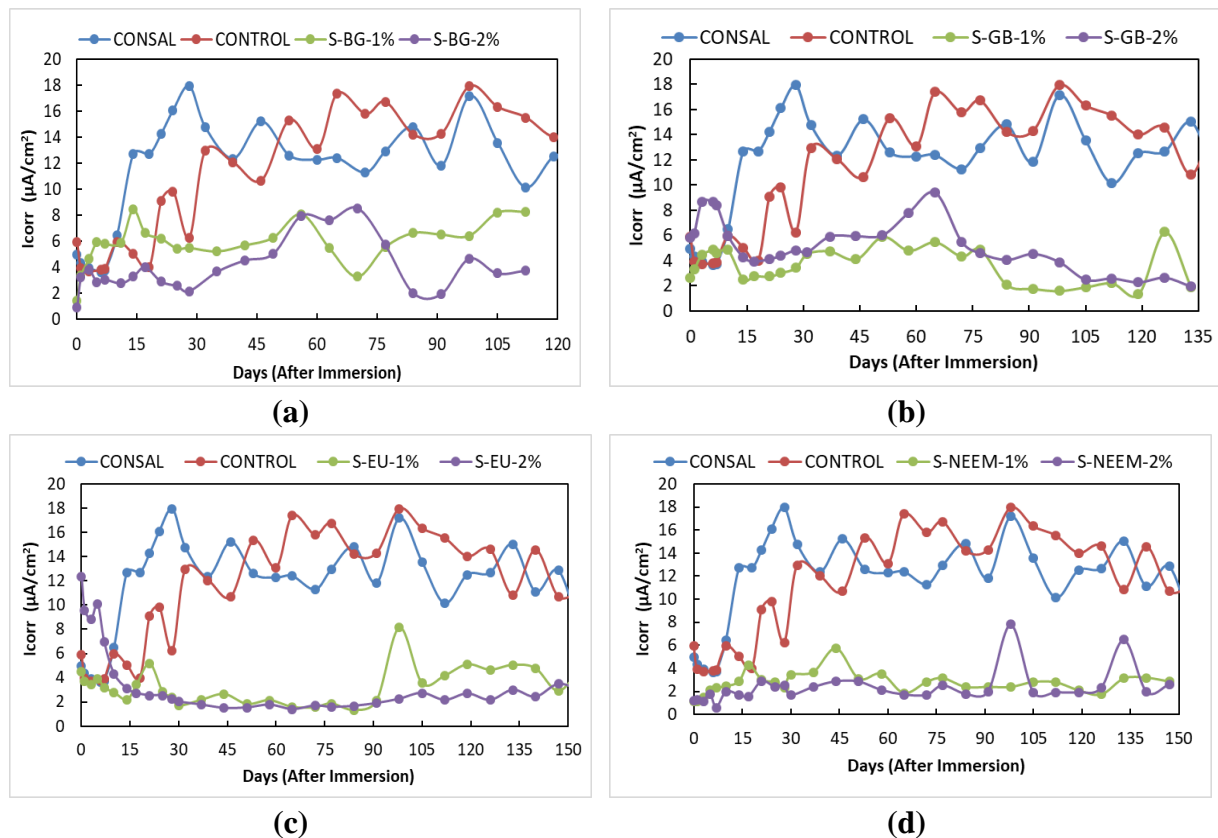 CONSAL CONTROL S-BG-1% S-BG-2%
20
18
16
14
12
10
8
6
4
2
0
Icorr (µA/cm²)
0 15 30 45 60 75 90 105 120
Days (After Immersion)
(a)
CONSAL CONTROL S-GB-1% S-GB-2%
20
18
16
14
12
10
8
6
4
2
0
Icorr (µA/cm²)
0 15 30 45 60 75 90 105 120 135
Days (After Immersion)
(b)
CONSAL CONTROL S-EU-1% S-EU-2%
20
18
16
14
12
10
8
6
4
2
0
Icorr (µA/cm²)
0 15 30 45 60 75 90 105 120 135 150
Days (After Immersion)
(c)
CONSAL CONTROL S-NEEM-1% S-NEEM-2%
20
18
16
14
12
10
8
6
4
2
0
Icorr (µA/cm²)
0 15 30 45 60 75 90 105 120 135 150
Days (After Immersion)
(d)